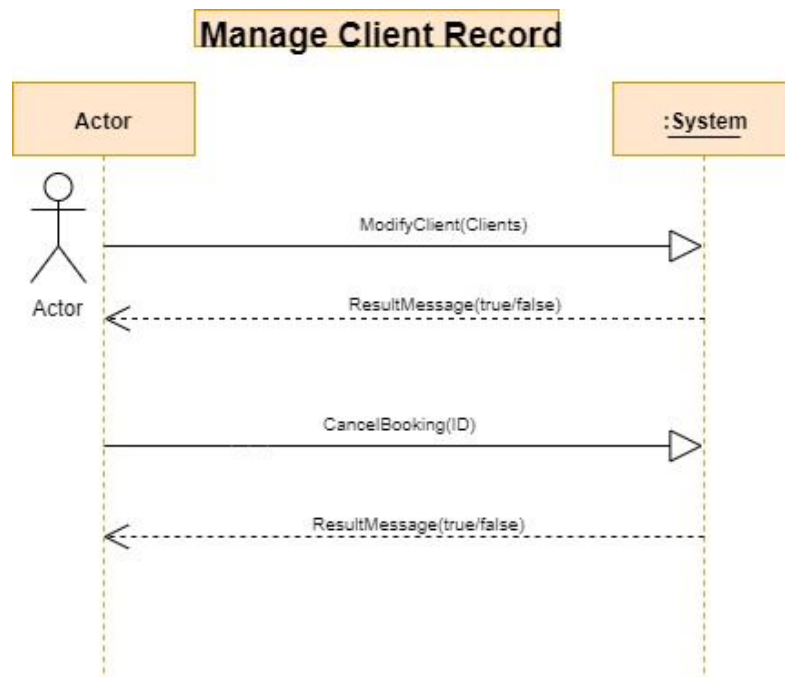 Manage Client Record
Actor
:System
ModifyClient(Clients)
Actor
ResultMessage(true/false)
CancelBooking(ID)
ResultMessage(true/false)